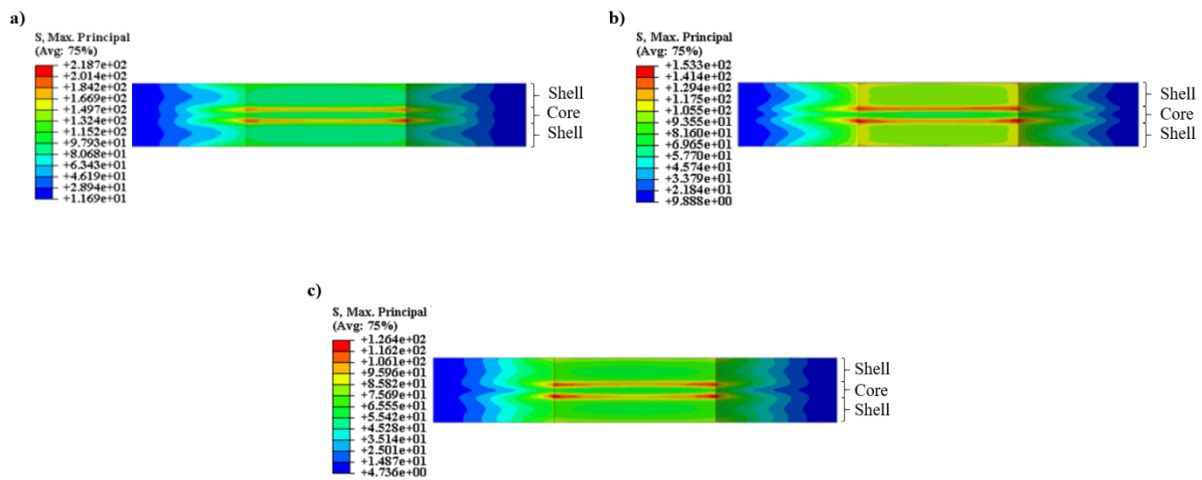 a)
S, Max. Principal
(Avg: 75%)
+2.187e+02
+2.014e+02
+1.842e+02
+1.669e+02
+1.497e+02
+1.324e+02
+1.152e+02
+9.793e+01
+8.068e+01
+6.343e+01
+4.619e+01
+2.894e+01
+1.169e+01
Shell
Core
Shell
b)
S, Max. Principal
(Avg: 75%)
+1.533e+02
+1.414e+02
+1.294e+02
+1.175e+02
+1.055e+02
+9.355e+01
+8.160e+01
+6.965e+01
+5.770e+01
+4.574e+01
+3.379e+01
+2.184e+01
+9.888e+00
Shell
Core
Shell
c)
S, Max. Principal
(Avg: 75%)
+1.264e+02
+1.162e+02
+1.061e+02
+9.596e+01
+8.582e+01
+7.569e+01
+6.555e+01
+5.542e+01
+4.528e+01
+3.514e+01
+2.501e+01
+1.487e+01
+4.736e+00
Shell
Core
Shell